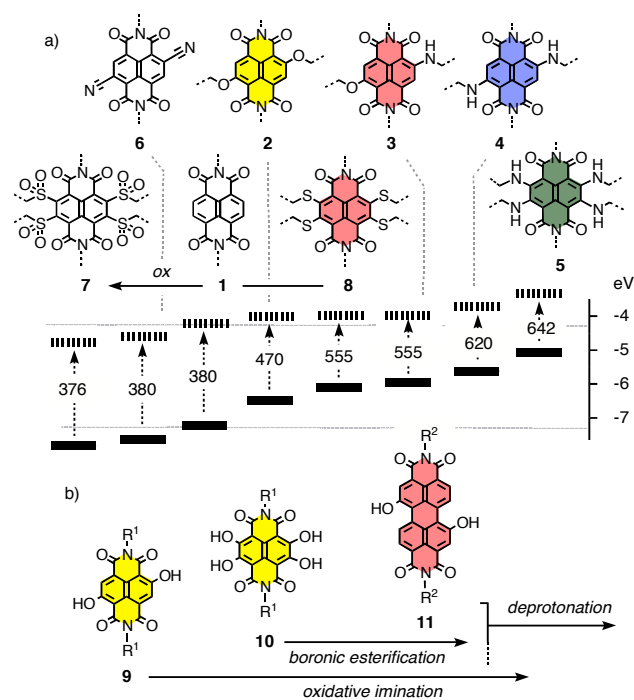 a)
6
2
3
4
7
1
8
5
ox
eV
-4
-5
-6
-7
376
380
380
470
555
555
620
642
b)
R¹
N
O
O
OH
HO
O
O
N
R¹
9
R¹
N
O
O
HO
OH
HO
OH
O
O
N
R¹
10
R²
N
O
O
HO
OH
O
O
N
R²
11
deprotonation
boronic esterification
oxidative imination